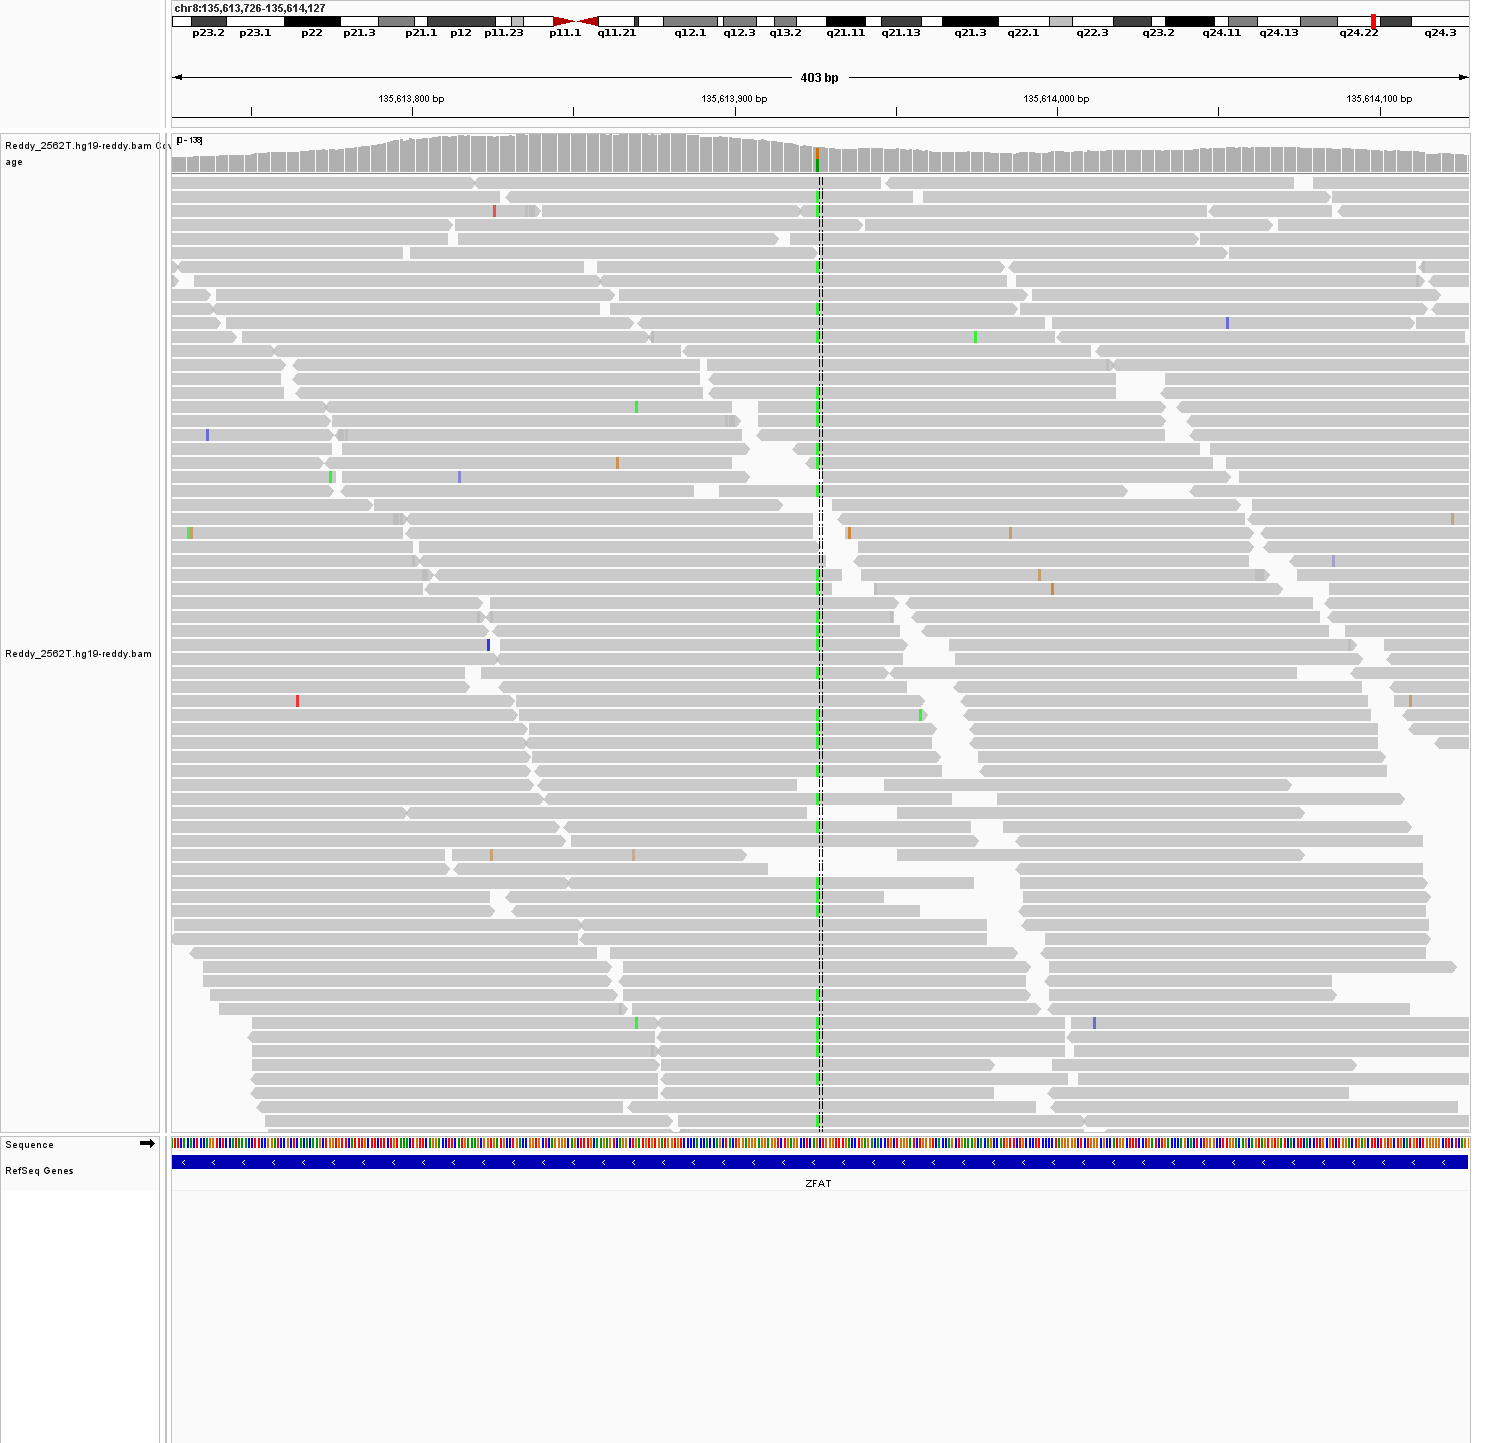 chr8:135,613,726-135,614,127
p23.2 p23.1 p22 p21.3 p21.1 p12 p11.23 p11.1 q11.21 q12.1 q12.3 q13.2 q21.11 q21.13 q21.3 q22.1 q22.3 q23.2 q24.11 q24.13 q24.22 q24.3
403 bp
135,613,800 bp 135,613,900 bp 135,614,000 bp 135,614,100 bp
[0 - 138]
Reddy_2562T.hg19-reddy.bam Cov
age
Reddy_2562T.hg19-reddy.bam
Sequence
RefSeq Genes
ZFAT